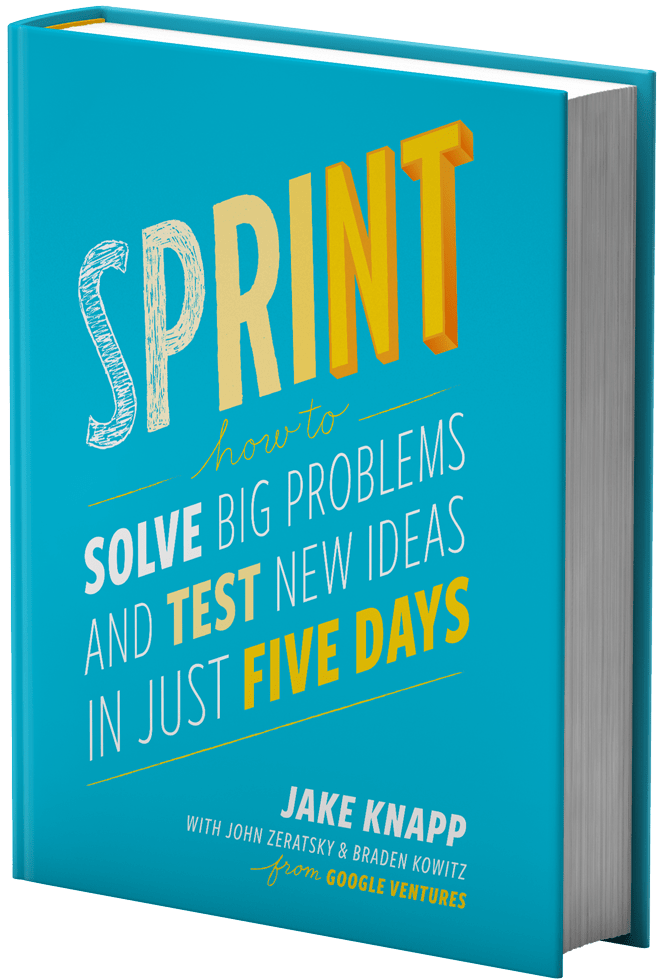 SPRINT
how to
SOLVE BIG PROBLEMS
AND TEST NEW IDEAS
IN JUST FIVE DAYS
JAKE KNAPP
WITH JOHN ZERATSKY & BRADEN KOWITZ
from GOOGLE VENTURES